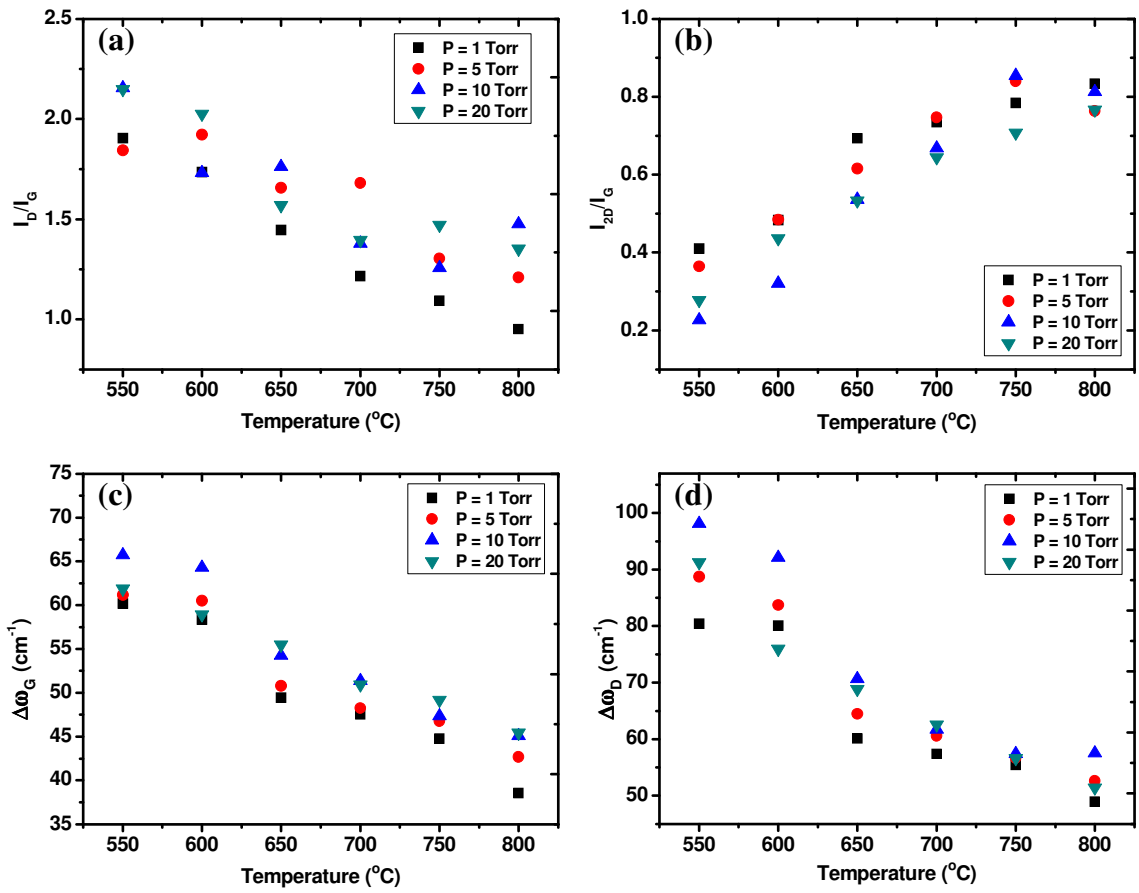 (a)
P = 1 Torr
P = 5 Torr
P = 10 Torr
P = 20 Torr
2.5
2.0
1.5
1.0
I_D/I_G
550 600 650 700 750 800
Temperature (°C)
(b)
P = 1 Torr
P = 5 Torr
P = 10 Torr
P = 20 Torr
1.0
0.8
0.6
0.4
0.2
I_2D/I_G
550 600 650 700 750 800
Temperature (°C)
(c)
P = 1 Torr
P = 5 Torr
P = 10 Torr
P = 20 Torr
75
70
65
60
55
50
45
40
35
Δω_G (cm⁻¹)
550 600 650 700 750 800
Temperature (°C)
(d)
P = 1 Torr
P = 5 Torr
P = 10 Torr
P = 20 Torr
100
90
80
70
60
50
Δω_D (cm⁻¹)
550 600 650 700 750 800
Temperature (°C)